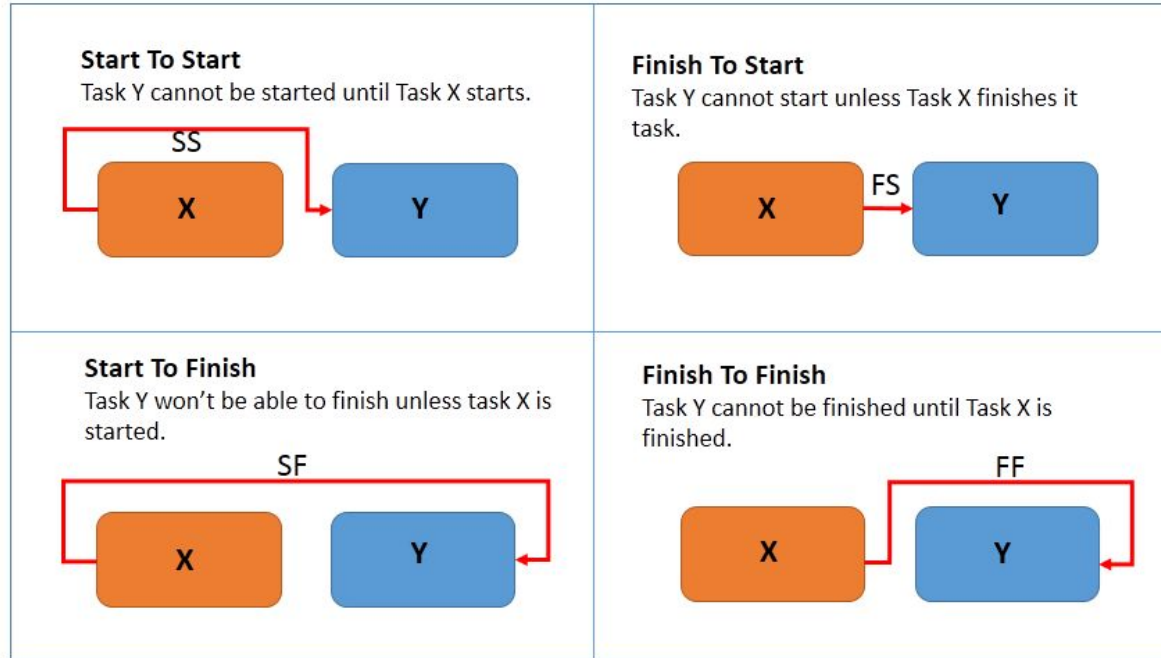 Start To Start
Task Y cannot be started until Task X starts.
SS
X
Y
Finish To Start
Task Y cannot start unless Task X finishes it
task.
X
FS
Y
Start To Finish
Task Y won’t be able to finish unless task X is
started.
SF
X
Y
Finish To Finish
Task Y cannot be finished until Task X is
finished.
FF
X
Y